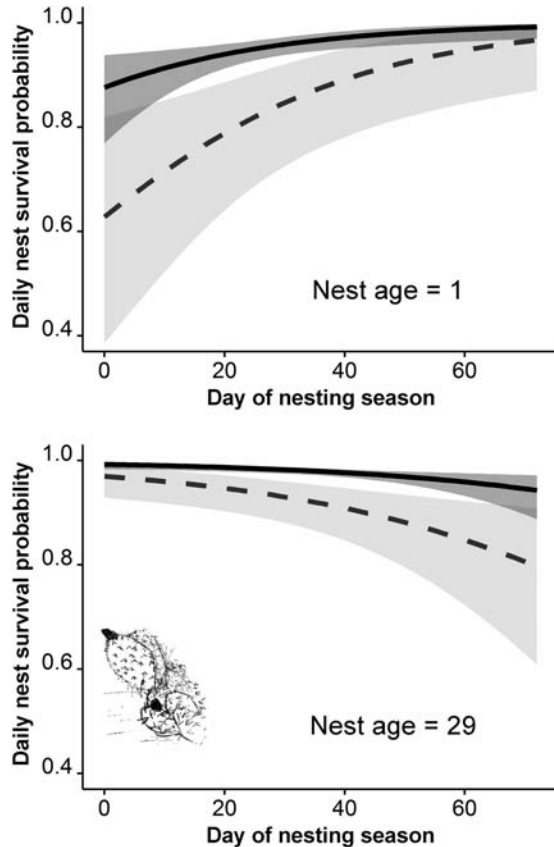 Daily nest survival probability
1.0
0.8
0.6
0.4
Nest age = 1
0 20 40 60
Day of nesting season
Daily nest survival probability
1.0
0.8
0.6
0.4
Nest age = 29
0 20 40 60
Day of nesting season